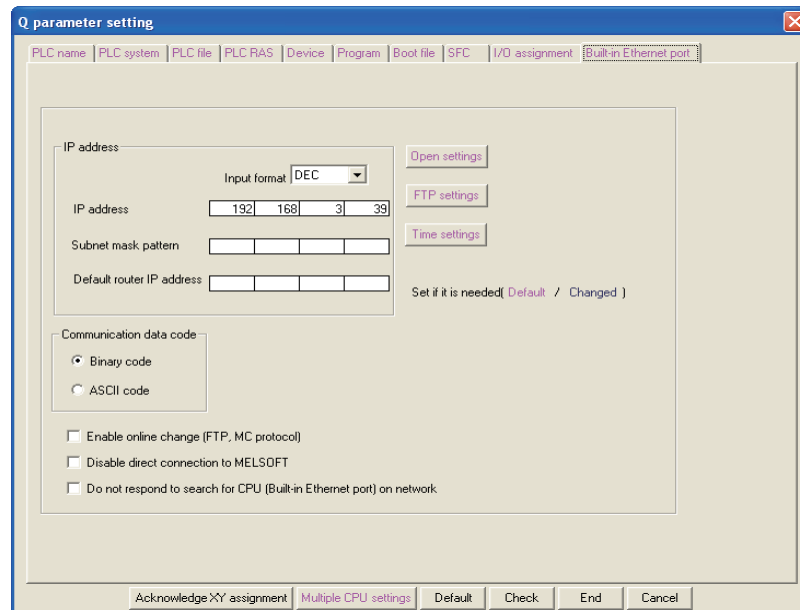 Q parameter setting
PLC name PLC system PLC file PLC RAS Device Program Boot file SFC I/O assignment Built-in Ethernet port
IP address
Input format DEC
IP address 192 168 3 39
Subnet mask pattern
Default router IP address
Open settings
FTP settings
Time settings
Set if it is needed( Default / Changed )
Communication data code
Binary code
ASCII code
Enable online change (FTP, MC protocol)
Disable direct connection to MELSOFT
Do not respond to search for CPU (Built-in Ethernet port) on network
Acknowledge XY assignment Multiple CPU settings Default Check End Cancel